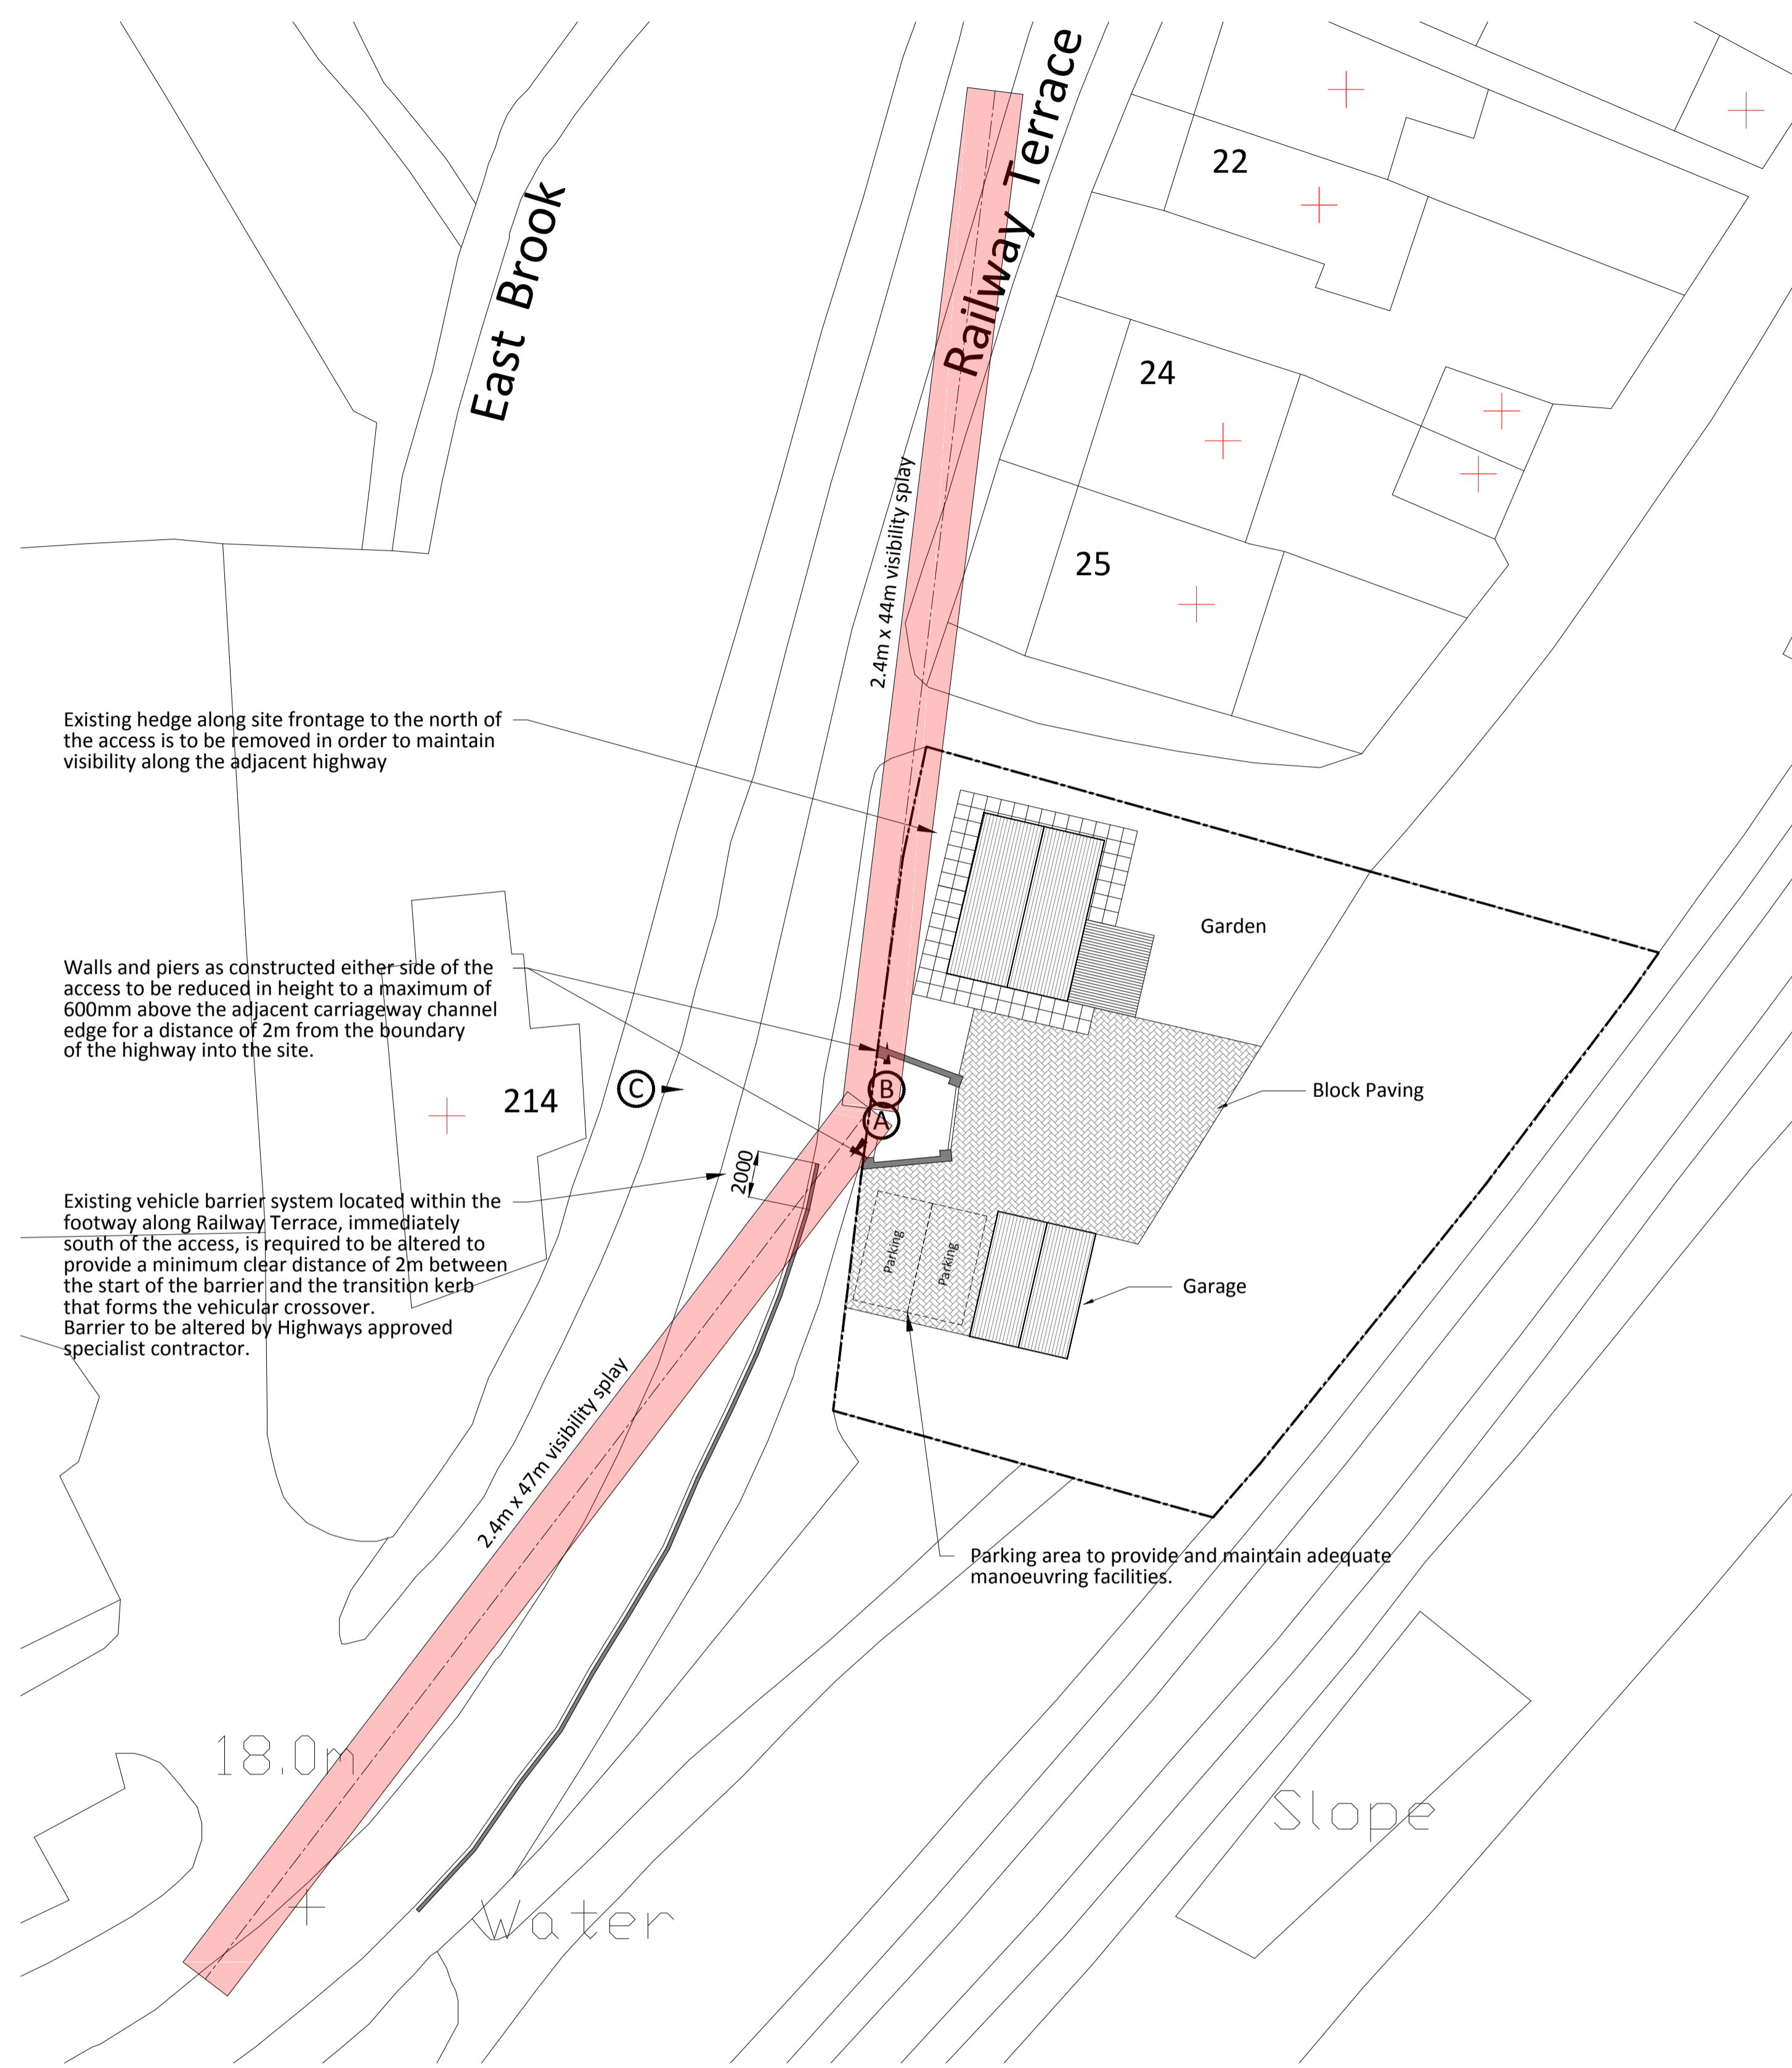 East Brook
Railway Terrace
22
24
25
2.4m x 44m visibility splay
Existing hedge along site frontage to the north of
the access is to be removed in order to maintain
visibility along the adjacent highway
Garden
Walls and piers as constructed either side of the
access to be reduced in height to a maximum of
600mm above the adjacent carriageway channel
edge for a distance of 2m from the boundary
of the highway into the site.
214
C
B
A
Block Paving
2000
Existing vehicle barrier system located within the
footway along Railway Terrace, immediately
south of the access, is required to be altered to
provide a minimum clear distance of 2m between
the start of the barrier and the transition kerb
that forms the vehicular crossover.
Barrier to be altered by Highways approved
specialist contractor.
Parking
Parking
Garage
2.4m x 47m visibility splay
Parking area to provide and maintain adequate
manoeuvring facilities.
18.0m
Slope
Water